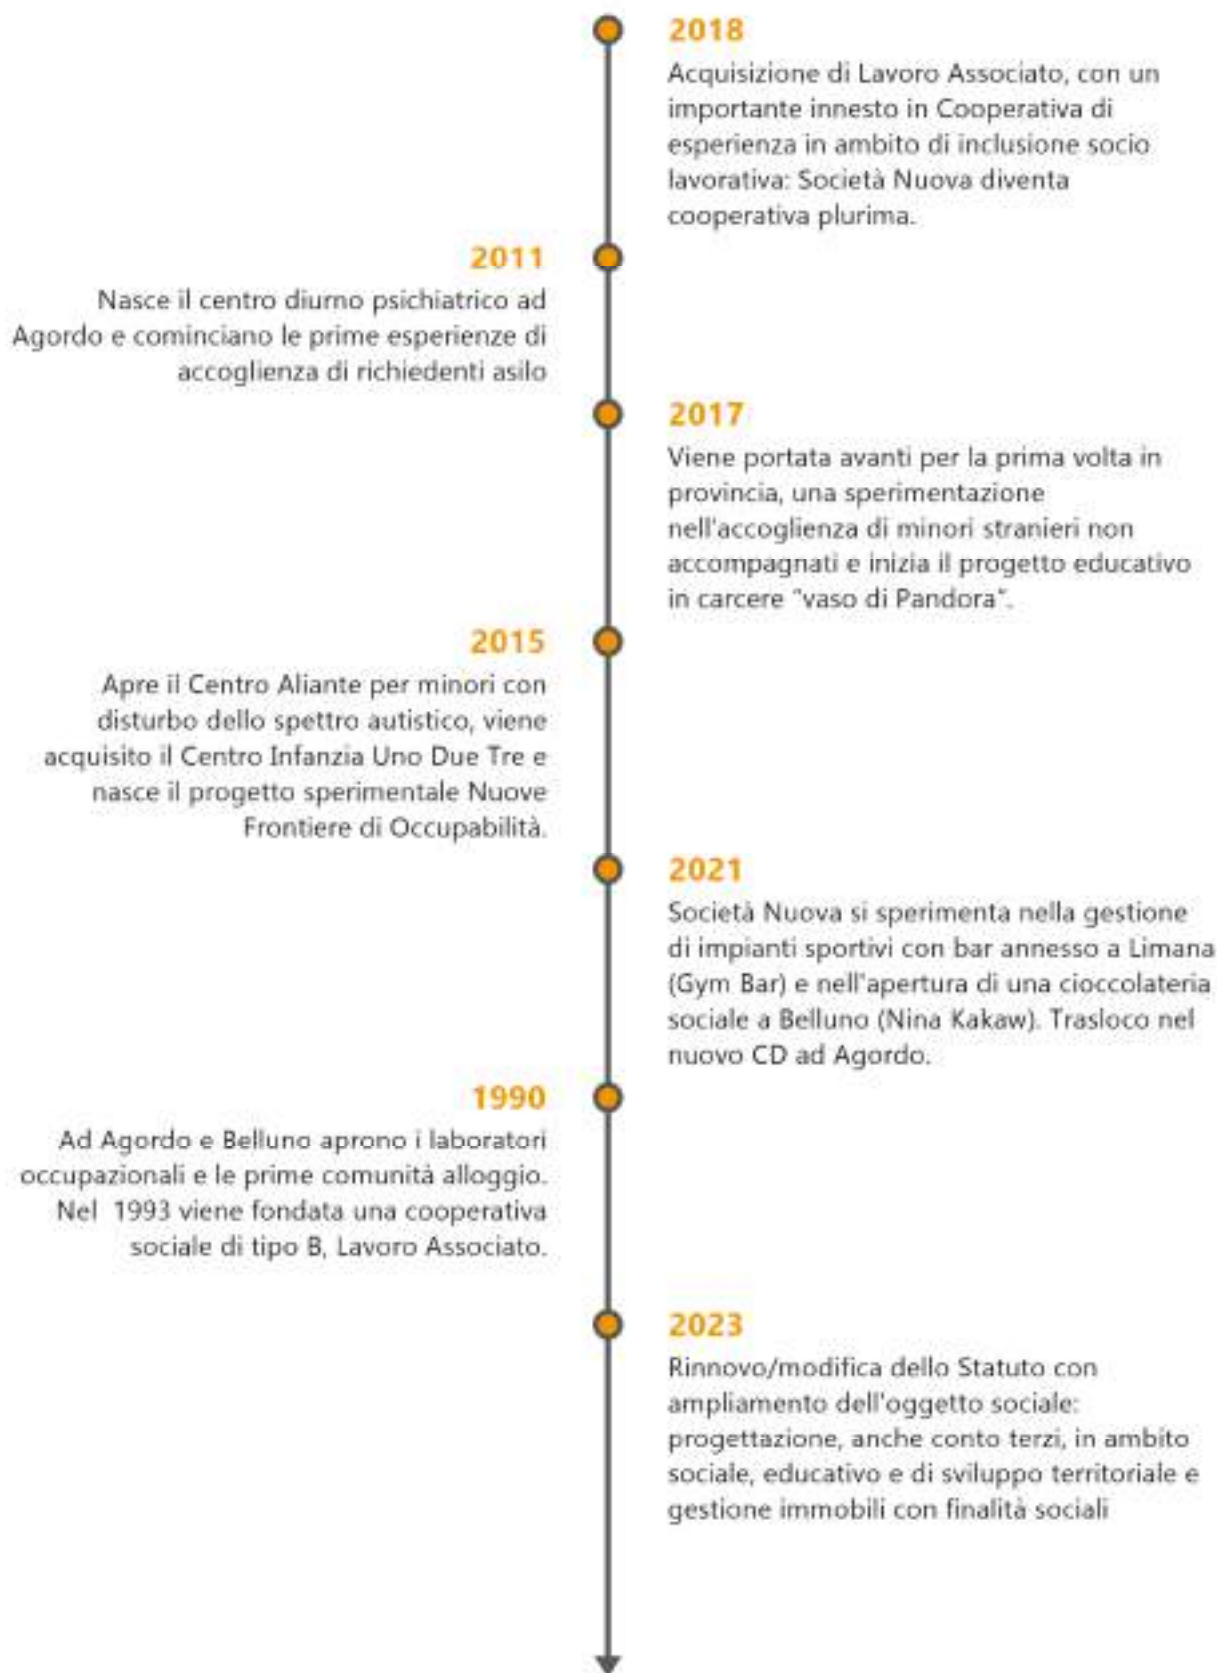 2018
Acquisizione di Lavoro Associato, con un
importante innesto in Cooperativa di
esperienza in ambito di inclusione socio
lavorativa: Società Nuova diventa
cooperativa plurima.
2011
Nasce il centro diurno psichiatrico ad
Agordo e cominciano le prime esperienze di
accoglienza di richiedenti asilo
2017
Viene portata avanti per la prima volta in
provincia, una sperimentazione
nell'accoglienza di minori stranieri non
accompagnati e inizia il progetto educativo
in carcere "vaso di Pandora".
2015
Apre il Centro Aliante per minori con
disturbo dello spettro autistico, viene
acquisito il Centro Infanzia Uno Due Tre e
nasce il progetto sperimentale Nuove
Frontiere di Occupabilità.
2021
Società Nuova si sperimenta nella gestione
di impianti sportivi con bar annesso a Limana
(Gym Bar) e nell'apertura di una cioccolateria
sociale a Belluno (Nina Kakaw). Trasloco nel
nuovo CD ad Agordo.
1990
Ad Agordo e Belluno aprono i laboratori
occupazionali e le prime comunità alloggio.
Nel 1993 viene fondata una cooperativa
sociale di tipo B, Lavoro Associato.
2023
Rinnovo/modifica dello Statuto con
ampliamento dell'oggetto sociale:
progettazione, anche conto terzi, in ambito
sociale, educativo e di sviluppo territoriale e
gestione immobili con finalità sociali